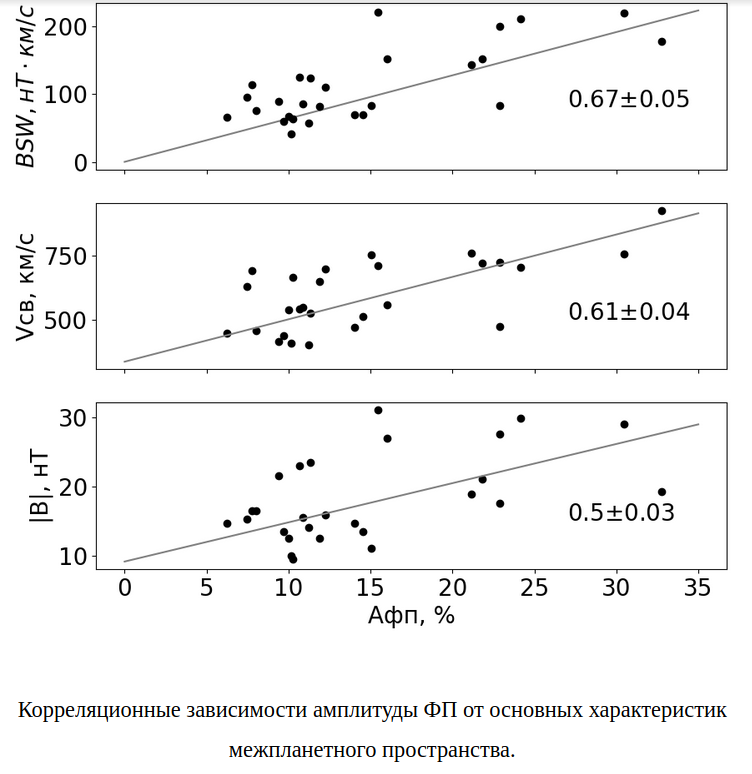 BSW, нТ · км/с
200
100
0
0.67±0.05
Vсв, км/с
750
500
0.61±0.04
|B|, нТ
30
20
10
0.5±0.03
0 5 10 15 20 25 30 35
Aфп, %
Корреляционные зависимости амплитуды ФП от основных характеристик
межпланетного пространства.